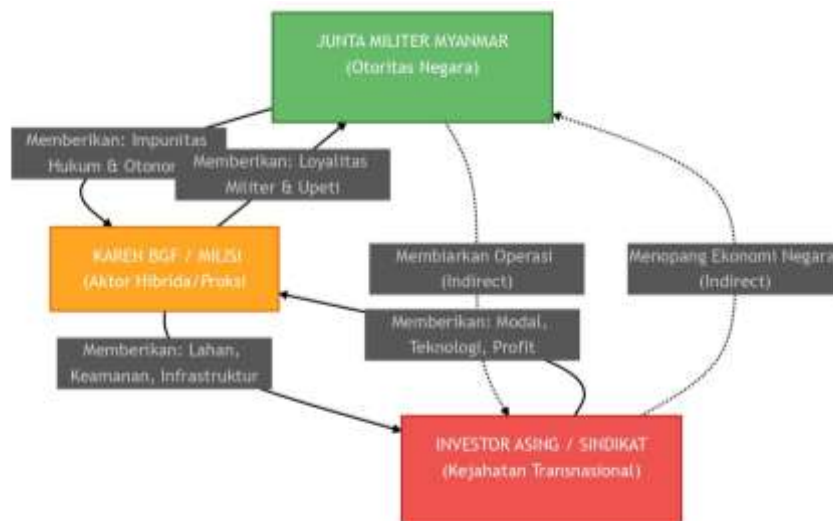 JUNTA MILITER MYANMAR
(Otoritas Negara)
Memberikan: Impunitas
Hukum & Otonom
Memberikan: Loyalitas
Militer & Upeti
KAREN BGF / MILISI
(Aktor Hibrida/Proksi
Membiarkan Operasi
(Indirect)
Menopang Ekonomi Negara
(Indirect)
Memberikan: Modal,
Teknologi, Profit
Memberikan: Lahan,
Keamanan, Infrastruktur
INVESTOR ASING / SINDIKAT
(Kejahatan Transnasional)